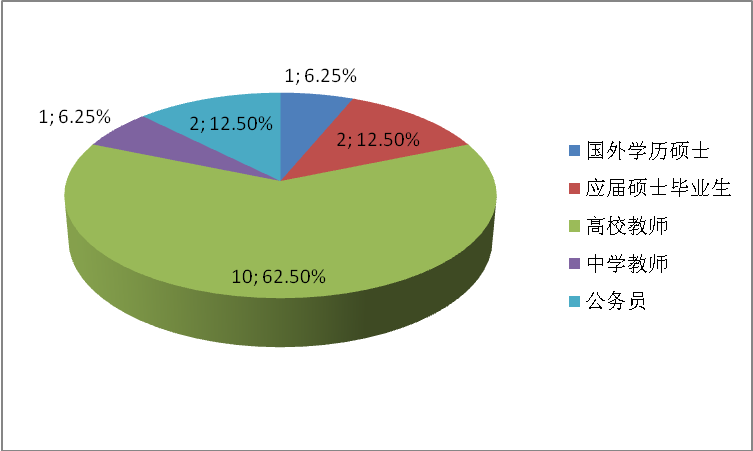 1; 6.25%
1; 6.25%
2; 12.50%
2; 12.50%
10; 62.50%
国外学历硕士
应届硕士毕业生
高校教师
中学教师
公务员